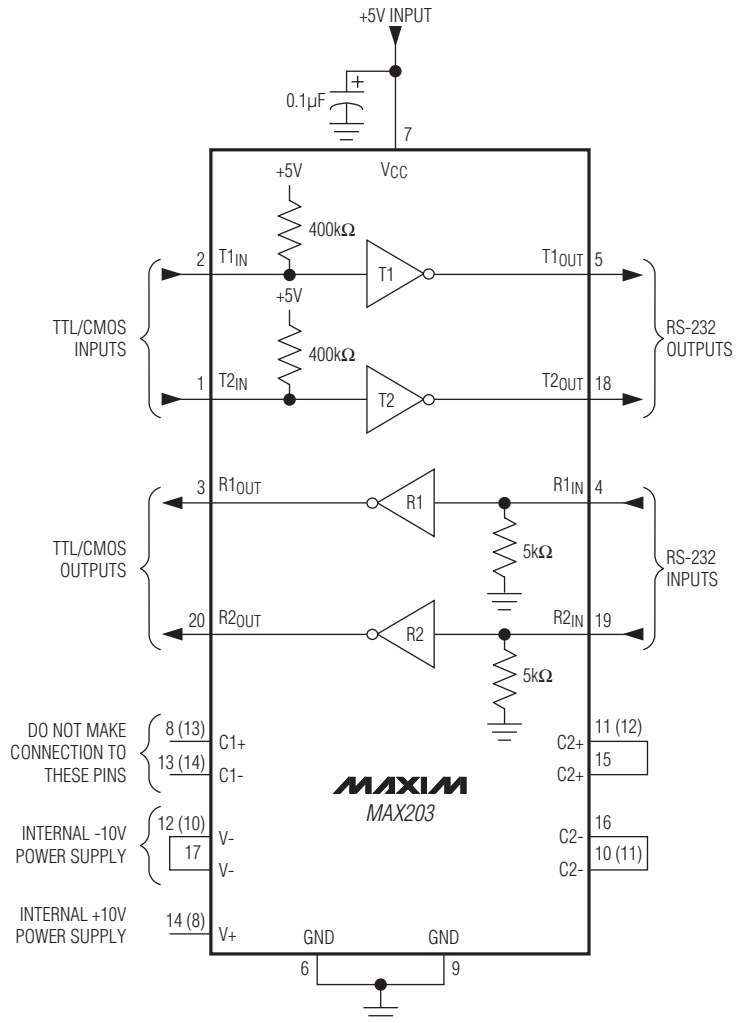 +5V INPUT
0.1µF
+
7
VCC
+5V
400kΩ
2
T1IN
T1
T1OUT
5
+5V
TTL/CMOS
INPUTS
RS-232
OUTPUTS
400kΩ
1
T2IN
T2
T2OUT
18
3
R1OUT
R1
R1IN
4
TTL/CMOS
OUTPUTS
5kΩ
RS-232
INPUTS
20
R2OUT
R2
R2IN
19
5kΩ
DO NOT MAKE
CONNECTION TO
THESE PINS
8 (13)
C1+
13 (14)
C1-
11 (12)
C2+
15
C2+
MAXIM
MAX203
INTERNAL -10V
POWER SUPPLY
12 (10)
V-
17
V-
16
C2-
10 (11)
C2-
INTERNAL +10V
POWER SUPPLY
14 (8)
V+
GND
GND
6
9